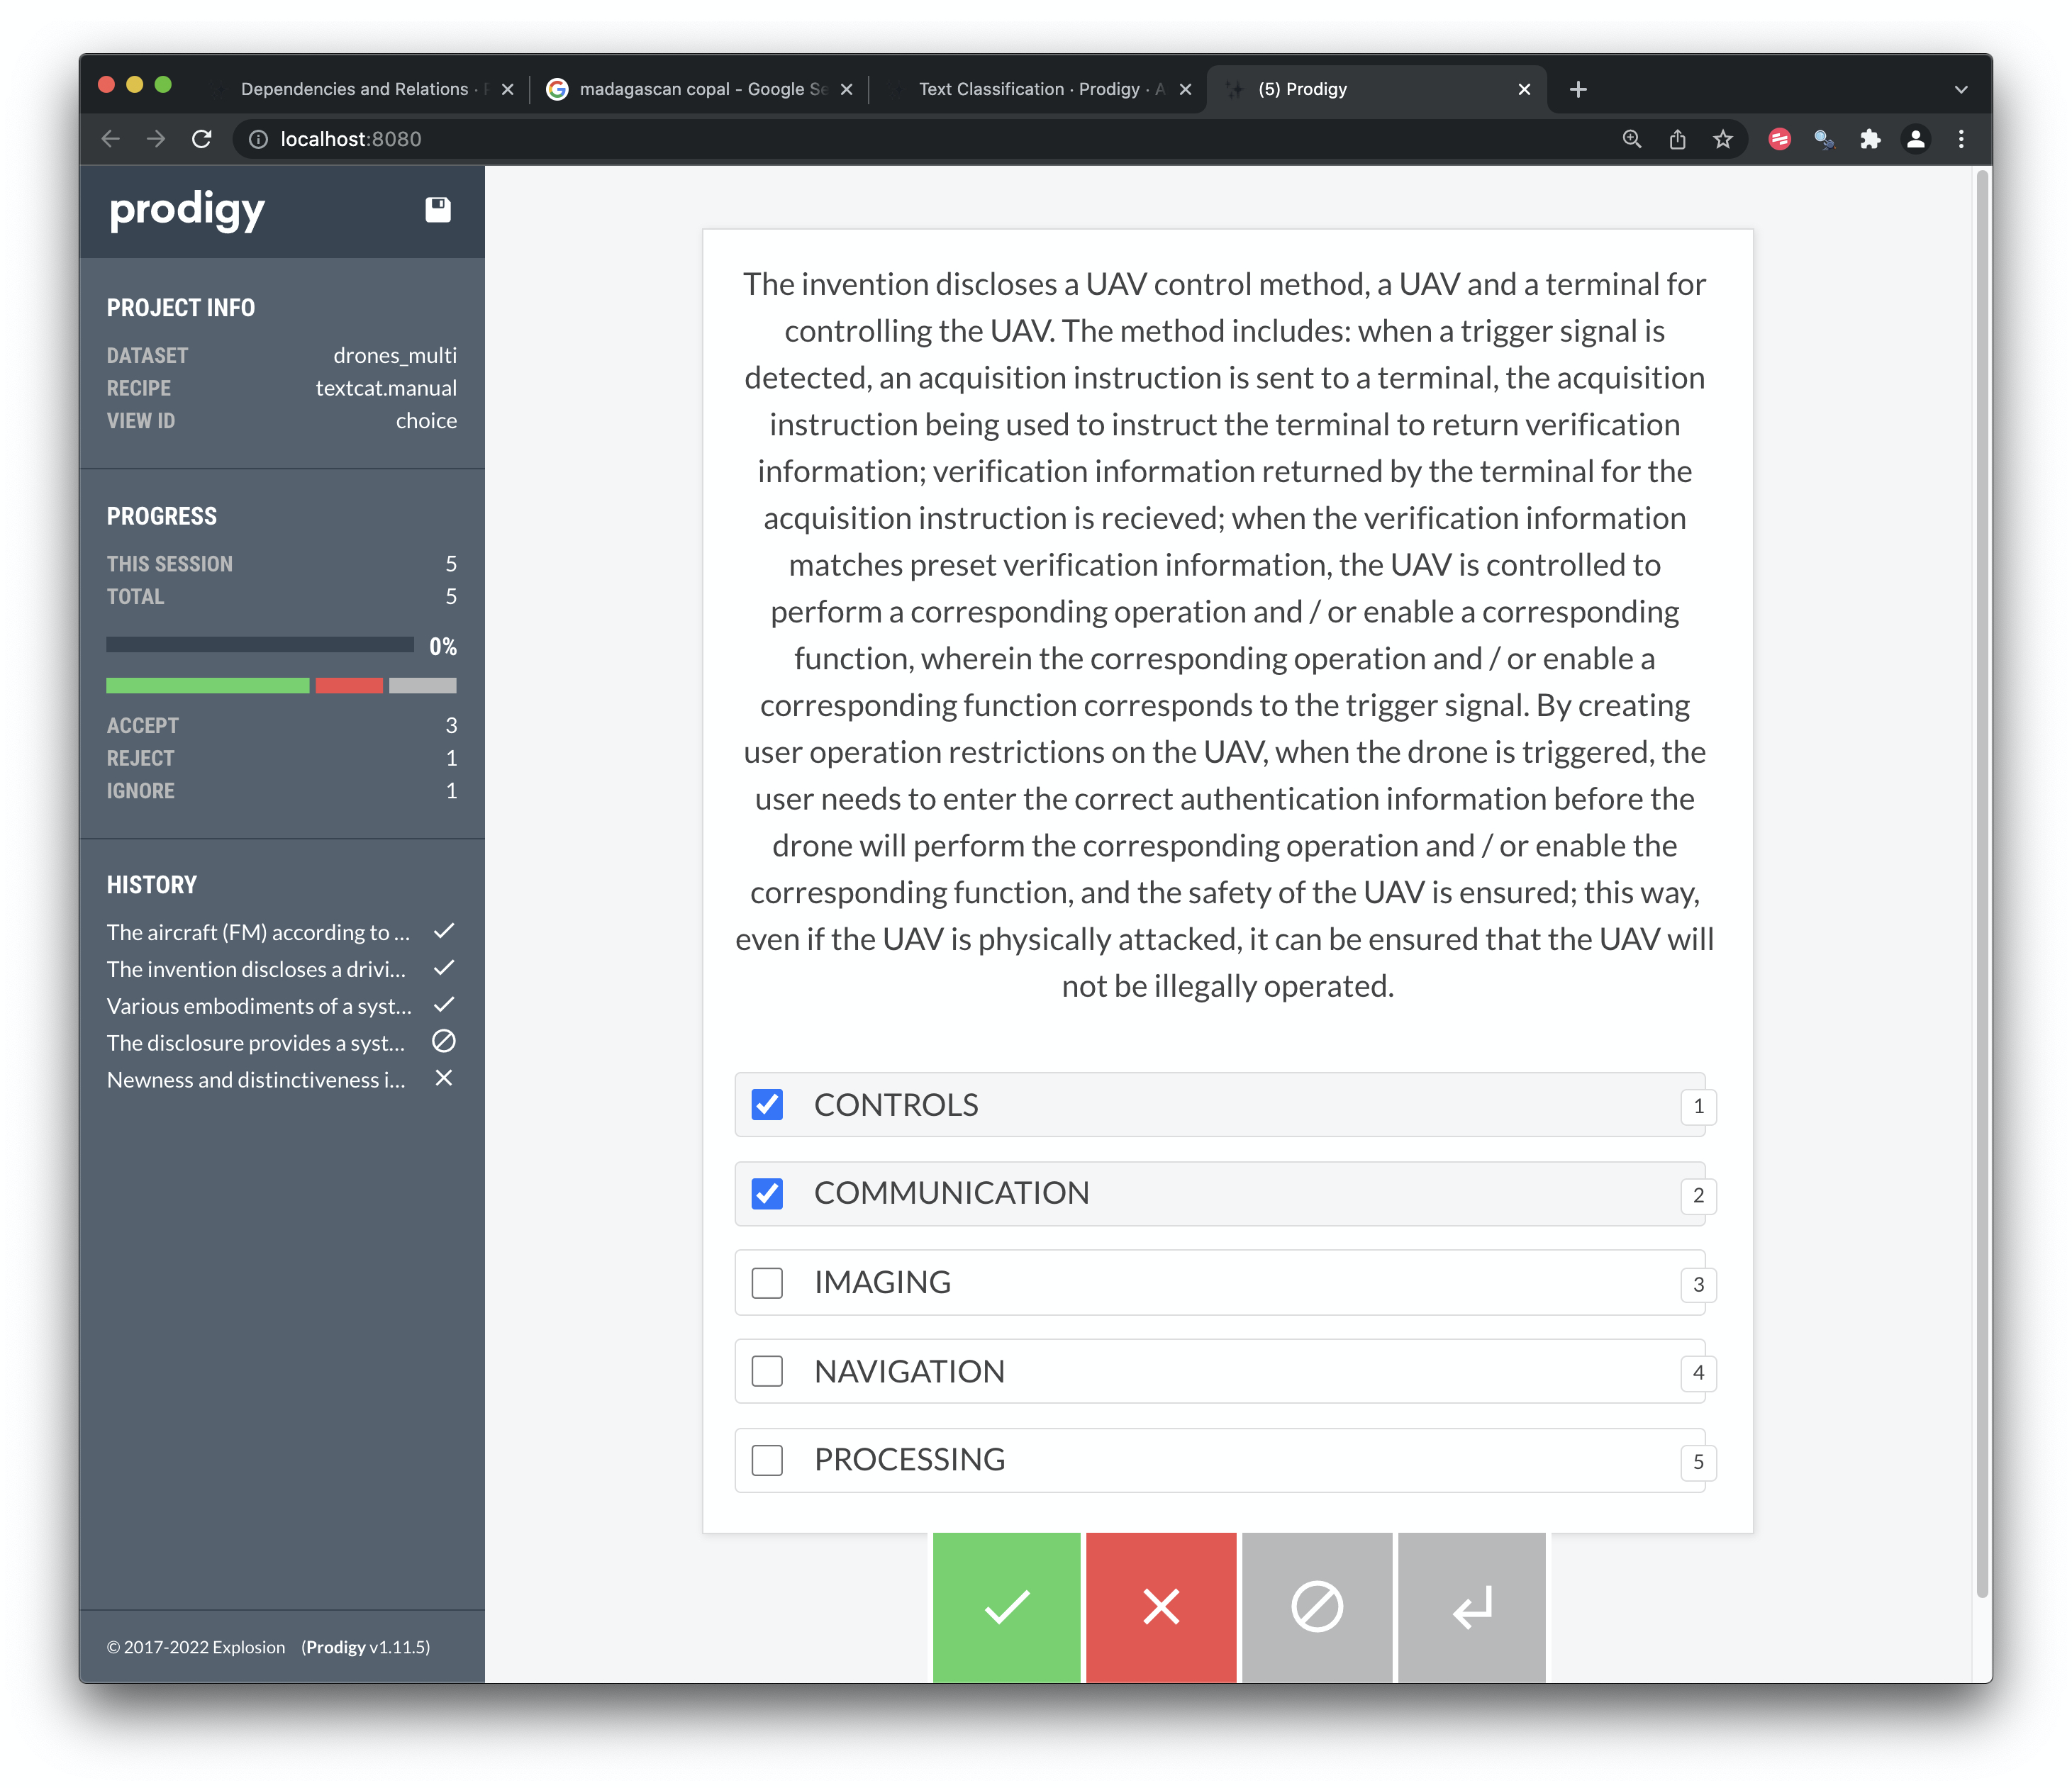 Dependencies and Relations ·
madagascan copal - Google Se
Text Classification · Prodigy · A
(5) Prodigy
localhost:8080
prodigy
PROJECT INFO
DATASET drones_multi
RECIPE textcat.manual
VIEW ID choice
PROGRESS
THIS SESSION 5
TOTAL 5
0%
ACCEPT 3
REJECT 1
IGNORE 1
HISTORY
The aircraft (FM) according to ...
The invention discloses a drivi...
Various embodiments of a syst...
The disclosure provides a syst...
Newness and distinctiveness i...
© 2017-2022 Explosion (Prodigy v1.11.5)
The invention discloses a UAV control method, a UAV and a terminal for
controlling the UAV. The method includes: when a trigger signal is
detected, an acquisition instruction is sent to a terminal, the acquisition
instruction being used to instruct the terminal to return verification
information; verification information returned by the terminal for the
acquisition instruction is recieved; when the verification information
matches preset verification information, the UAV is controlled to
perform a corresponding operation and / or enable a corresponding
function, wherein the corresponding operation and / or enable a
corresponding function corresponds to the trigger signal. By creating
user operation restrictions on the UAV, when the drone is triggered, the
user needs to enter the correct authentication information before the
drone will perform the corresponding operation and / or enable the
corresponding function, and the safety of the UAV is ensured; this way,
even if the UAV is physically attacked, it can be ensured that the UAV will
not be illegally operated.
CONTROLS 1
COMMUNICATION 2
IMAGING 3
NAVIGATION 4
PROCESSING 5